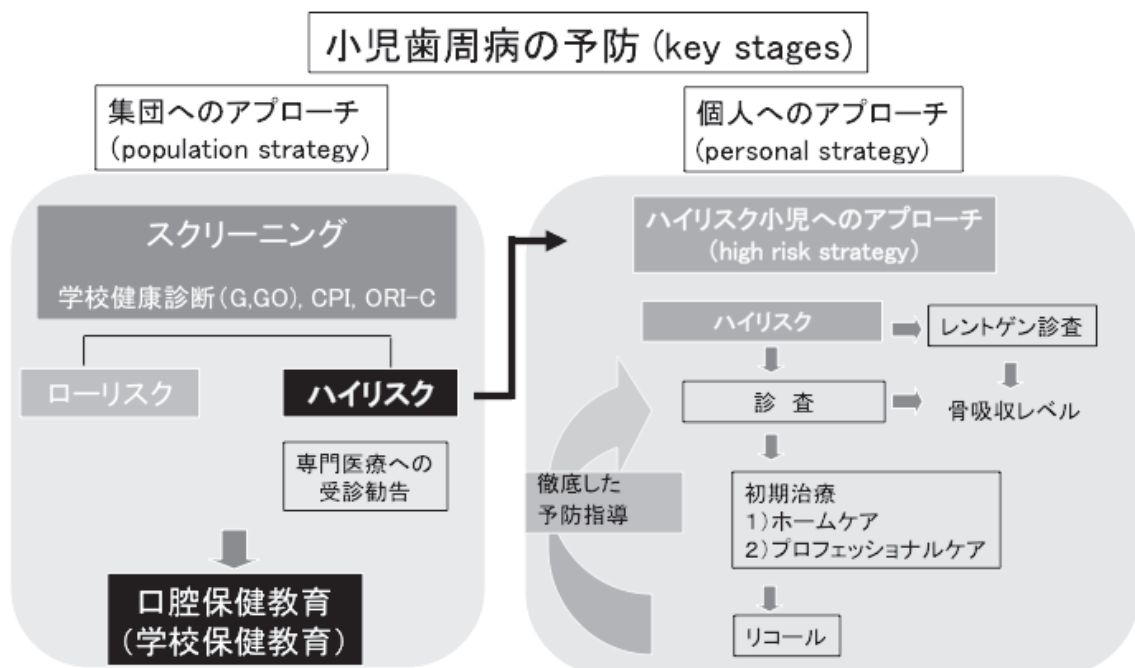 小児歯周病の予防(key stages)
集団へのアプローチ
(population strategy)
スクリーニング
学校健康診断(G,GO), CPI, ORI-C
ローリスク
ハイリスク
専門医療への
受診勧告
口腔保健教育
(学校保健教育)
個人へのアプローチ
(personal strategy)
ハイリスク小児へのアプローチ
(high risk strategy)
ハイリスク
レントゲン診査
診 査
骨吸収レベル
徹底した
予防指導
初期治療
1)ホームケア
2)プロフェッショナルケア
リコール